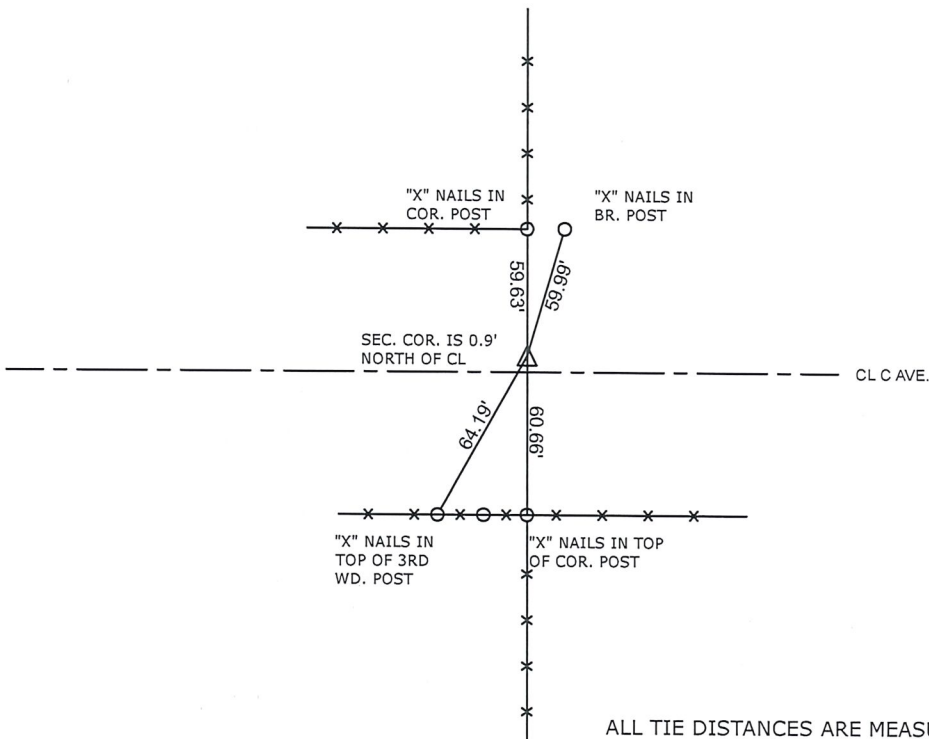 "X" NAILS IN
COR. POST
"X" NAILS IN
BR. POST
59.63'
59.99'
SEC. COR. IS 0.9'
NORTH OF CL
CL C AVE.
64.19'
60.66'
"X" NAILS IN
TOP OF 3RD
WD. POST
"X" NAILS IN TOP
OF COR. POST
ALL TIE DISTANCES ARE MEASU